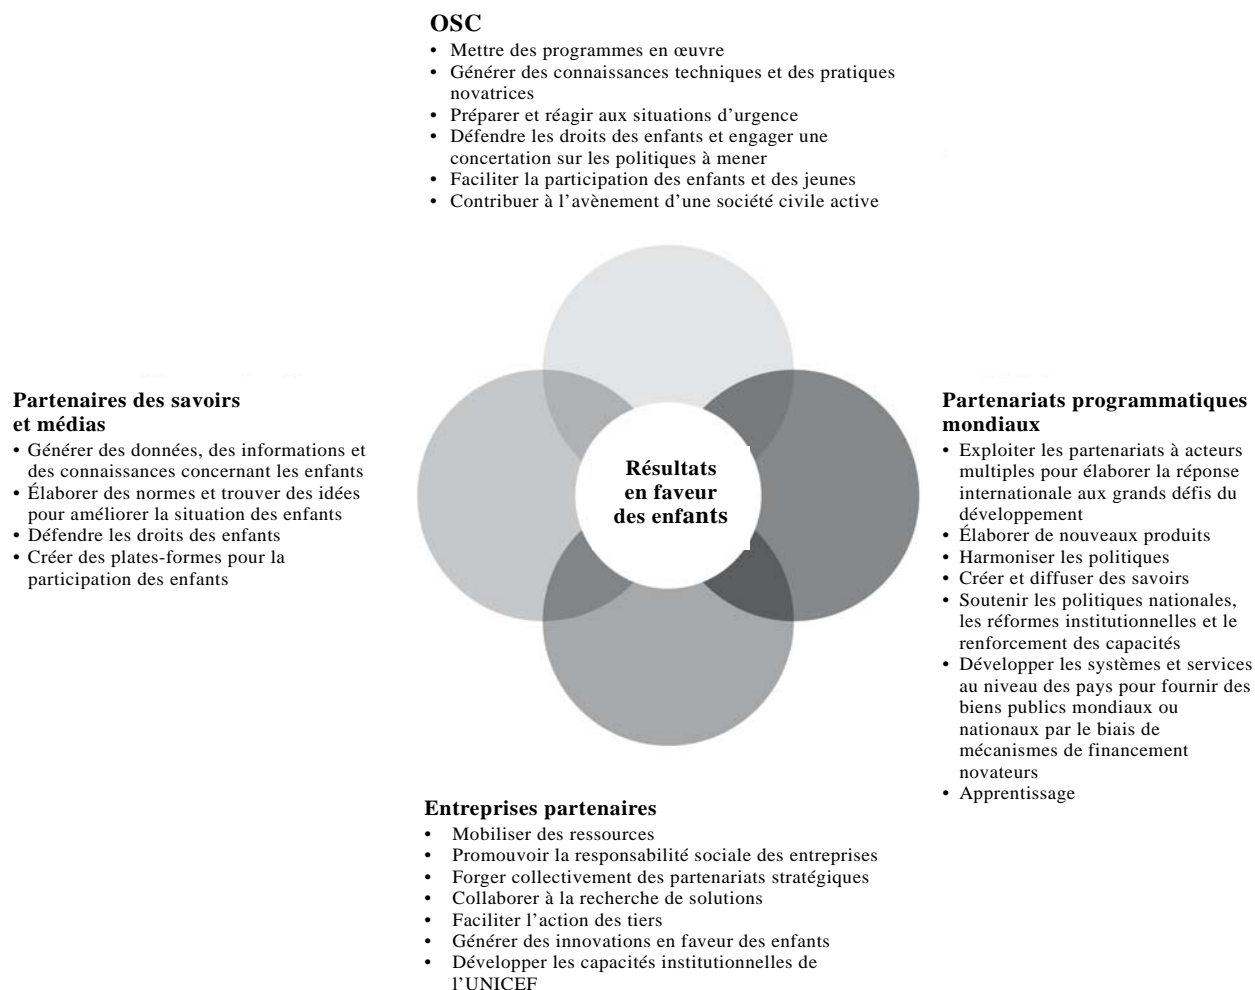 OSC
• Mettre des programmes en œuvre
• Générer des connaissances techniques et des pratiques
novatrices
• Préparer et réagir aux situations d’urgence
• Défendre les droits des enfants et engager une
concertation sur les politiques à mener
• Faciliter la participation des enfants et des jeunes
• Contribuer à l’avènement d’une société civile active
Partenaires des savoirs
et médias
• Générer des données, des informations et
des connaissances concernant les enfants
• Élaborer des normes et trouver des idées
pour améliorer la situation des enfants
• Défendre les droits des enfants
• Créer des plates-formes pour la
participation des enfants
Résultats
en faveur
des enfants
Partenariats programmatiques
mondiaux
• Exploiter les partenariats à acteurs
multiples pour élaborer la réponse
internationale aux grands défis du
développement
• Élaborer de nouveaux produits
• Harmoniser les politiques
• Créer et diffuser des savoirs
• Soutenir les politiques nationales,
les réformes institutionnelles et le
renforcement des capacités
• Développer les systèmes et services
au niveau des pays pour fournir des
biens publics mondiaux ou
nationaux par le biais de
mécanismes de financement
novateurs
• Apprentissage
Entreprises partenaires
• Mobiliser des ressources
• Promouvoir la responsabilité sociale des entreprises
• Forger collectivement des partenariats stratégiques
• Collaborer à la recherche de solutions
• Faciliter l’action des tiers
• Générer des innovations en faveur des enfants
• Développer les capacités institutionnelles de
l’UNICEF